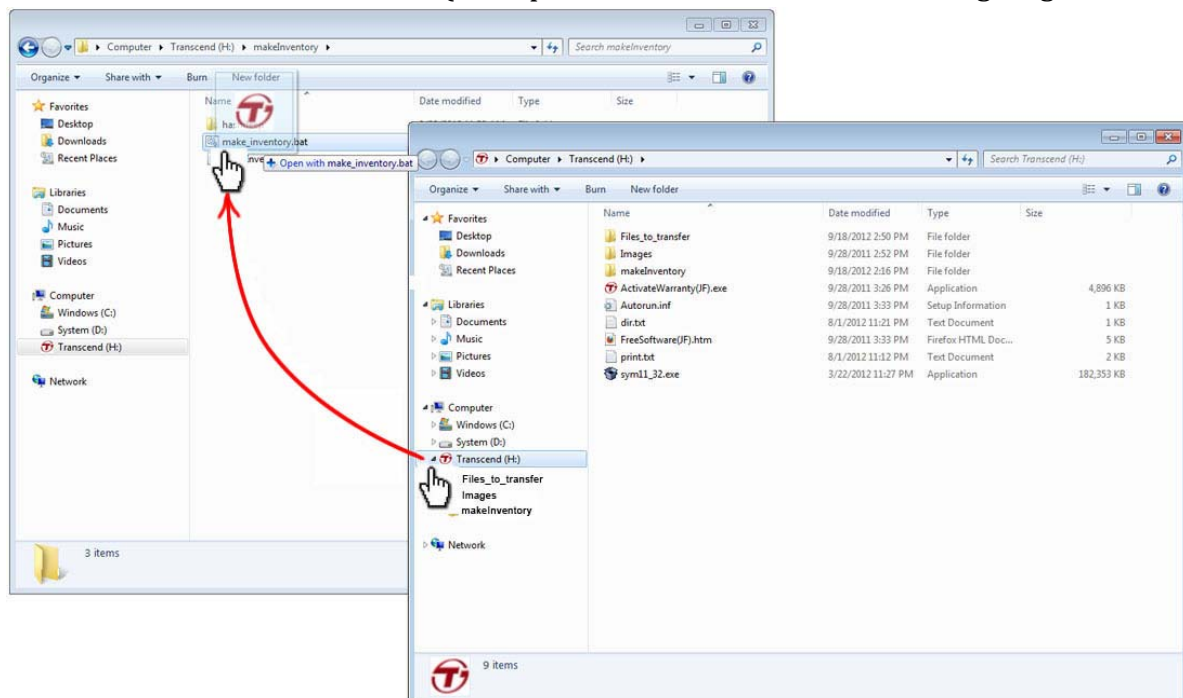 Computer ▸ Transcend (H:) ▸ makeInventory ▸
Search makeInventory
Organize ▾ Share with ▾ Burn New folder
Favorites
Desktop
Downloads
Recent Places
Libraries
Documents
Music
Pictures
Videos
Computer
Windows (C:)
System (D:)
Transcend (H:)
Network
Name Date modified Type Size
make_inventory.bat
Open with make_inventory.bat
3 items
Computer ▸ Transcend (H:) ▸
Search Transcend (H:)
Organize ▾ Share with ▾ Burn New folder
Favorites
Desktop
Downloads
Recent Places
Libraries
Documents
Music
Pictures
Videos
Computer
Windows (C:)
System (D:)
Transcend (H:)
Files_to_transfer
Images
makeInventory
Network
Name Date modified Type Size
Files_to_transfer 9/18/2012 2:50 PM File folder
Images 9/28/2011 2:52 PM File folder
makeInventory 9/18/2012 2:16 PM File folder
ActivateWarranty(JF).exe 9/28/2011 3:26 PM Application 4,896 KB
Autorun.inf 9/28/2011 3:33 PM Setup Information 1 KB
dir.txt 8/1/2012 11:21 PM Text Document 1 KB
FreeSoftware(JF).htm 9/28/2011 3:33 PM Firefox HTML Doc... 5 KB
print.txt 8/1/2012 11:12 PM Text Document 2 KB
sym11_32.exe 3/22/2012 11:27 PM Application 182,353 KB
9 items